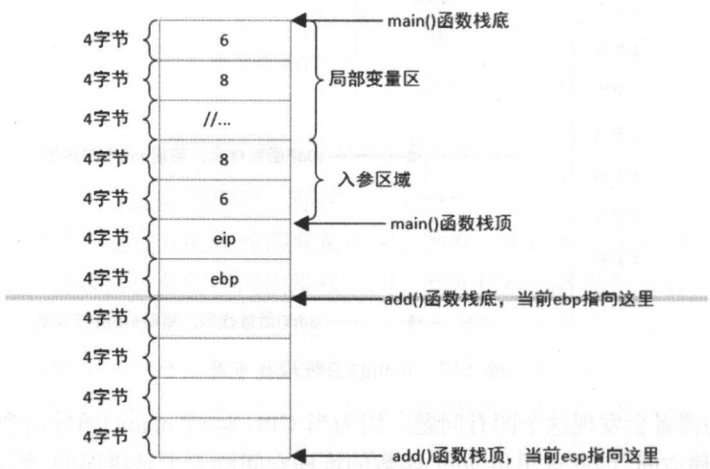 main()函数栈底
4字节 6
4字节 8
局部变量区
4字节 //...
4字节 8
入参区域
4字节 6
main()函数栈顶
4字节 eip
4字节 ebp
add()函数栈底，当前ebp指向这里
4字节
4字节
4字节
4字节
add()函数栈顶，当前esp指向这里